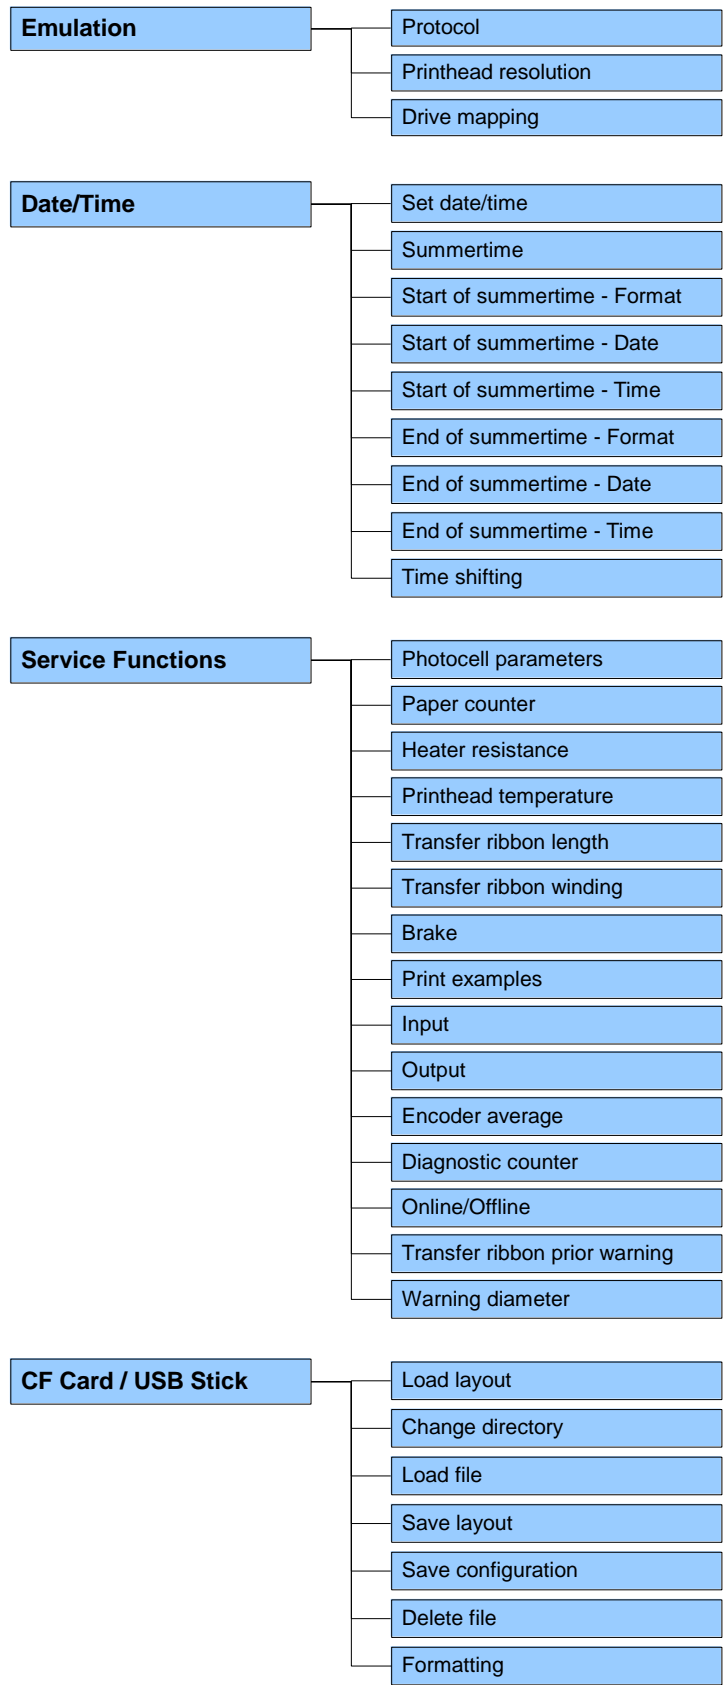 Emulation
Protocol
Printhead resolution
Drive mapping
Date/Time
Set date/time
Summertime
Start of summertime - Format
Start of summertime - Date
Start of summertime - Time
End of summertime - Format
End of summertime - Date
End of summertime - Time
Time shifting
Service Functions
Photocell parameters
Paper counter
Heater resistance
Printhead temperature
Transfer ribbon length
Transfer ribbon winding
Brake
Print examples
Input
Output
Encoder average
Diagnostic counter
Online/Offline
Transfer ribbon prior warning
Warning diameter
CF Card / USB Stick
Load layout
Change directory
Load file
Save layout
Save configuration
Delete file
Formatting